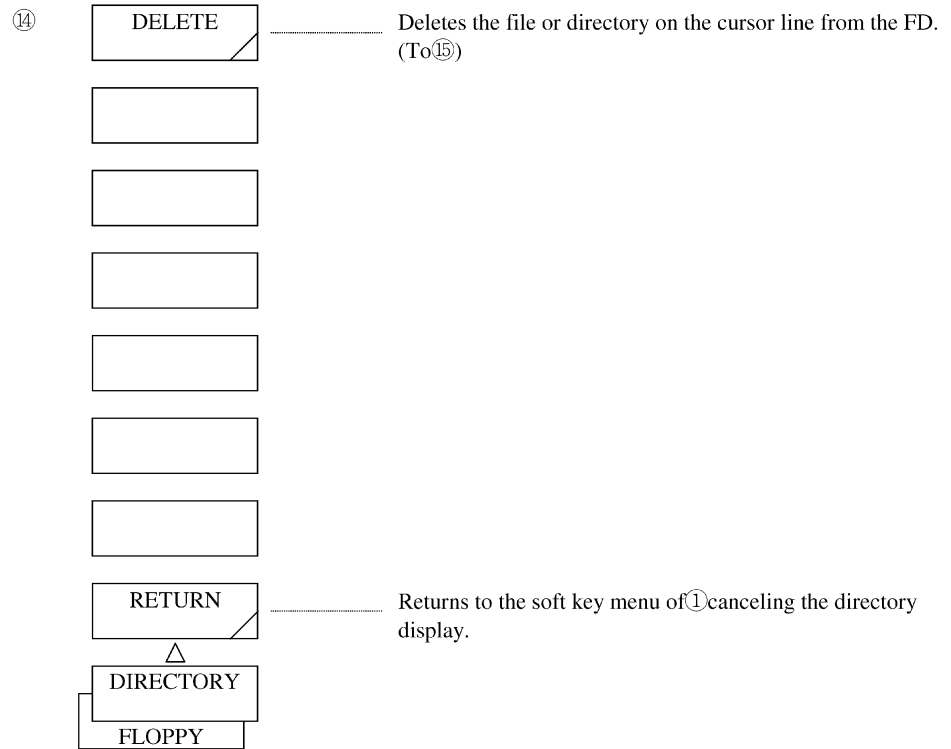 ⑭ DELETE Deletes the file or directory on the cursor line from the FD.
(To⑮)
RETURN Returns to the soft key menu of①canceling the directory
display.
DIRECTORY
FLOPPY